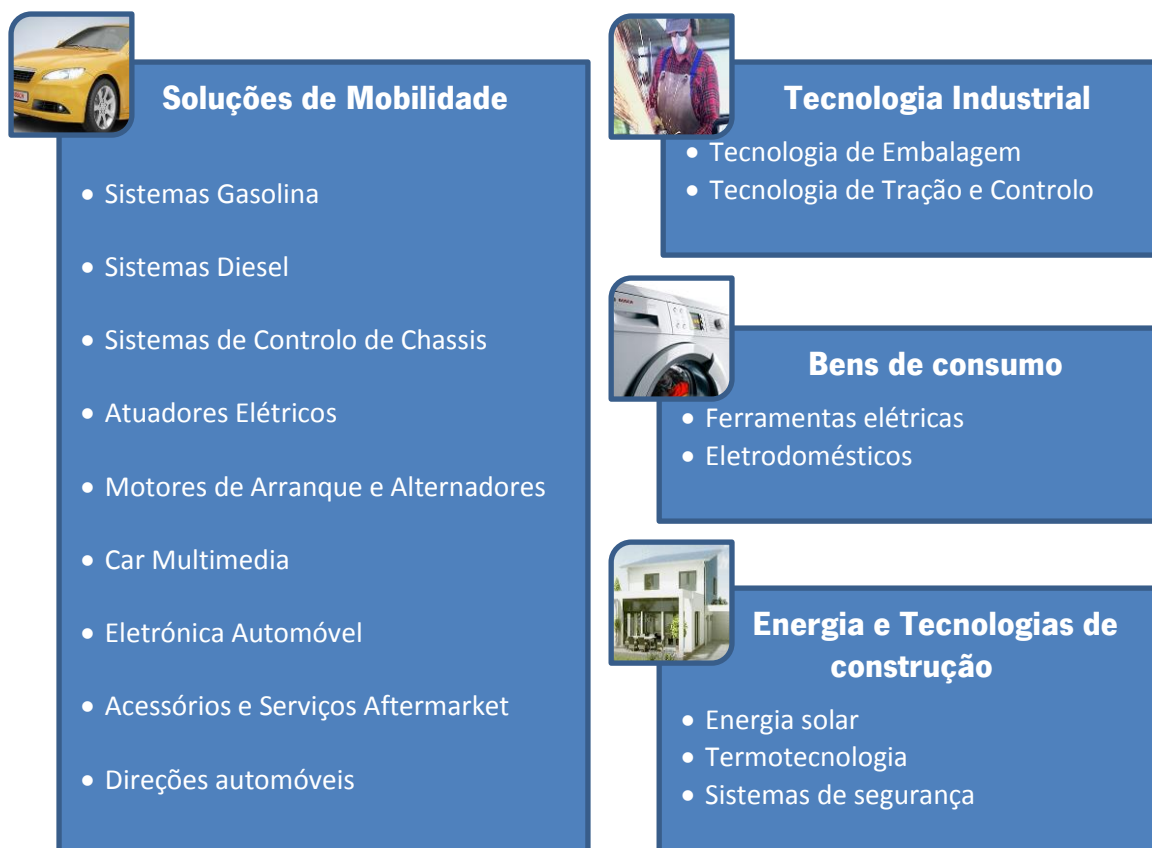 Soluções de Mobilidade
• Sistemas Gasolina
• Sistemas Diesel
• Sistemas de Controlo de Chassis
• Atuadores Elétricos
• Motores de Arranque e Alternadores
• Car Multimedia
• Eletrónica Automóvel
• Acessórios e Serviços Aftermarket
• Direções automóveis
Tecnologia Industrial
• Tecnologia de Embalagem
• Tecnologia de Tração e Controlo
Bens de consumo
• Ferramentas elétricas
• Eletrodomésticos
Energia e Tecnologias de
construção
• Energia solar
• Termotecnologia
• Sistemas de segurança